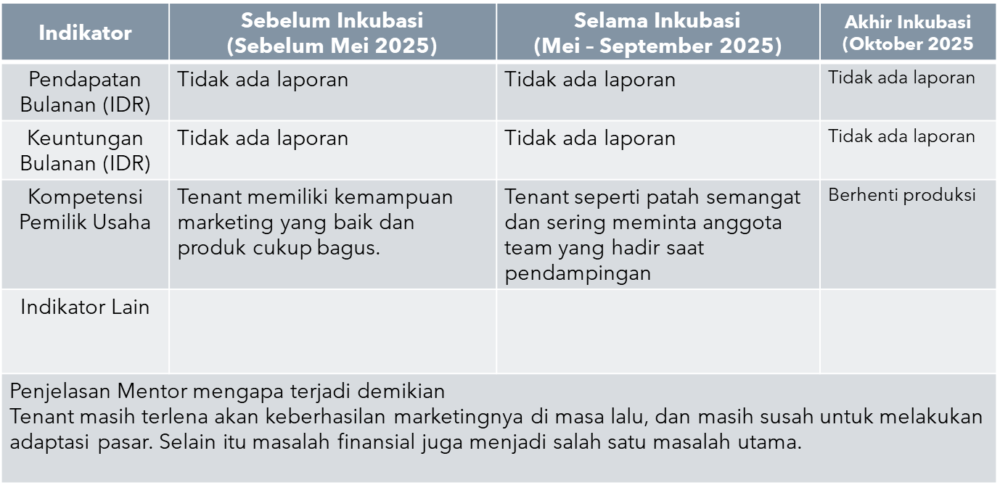 Indikator
Sebelum Inkubasi
(Sebelum Mei 2025)
Selama Inkubasi
(Mei – September 2025)
Akhir Inkubasi
(Oktober 2025
Pendapatan
Bulanan (IDR)
Tidak ada laporan
Tidak ada laporan
Tidak ada laporan
Keuntungan
Bulanan (IDR)
Tidak ada laporan
Tidak ada laporan
Tidak ada laporan
Kompetensi
Pemilik Usaha
Tenant memiliki kemampuan
marketing yang baik dan
produk cukup bagus.
Tenant seperti patah semangat
dan sering meminta anggota
team yang hadir saat
pendampingan
Berhenti produksi
Indikator Lain
Penjelasan Mentor mengapa terjadi demikian
Tenant masih terlena akan keberhasilan marketingnya di masa lalu, dan masih susah untuk melakukan
adaptasi pasar. Selain itu masalah finansial juga menjadi salah satu masalah utama.